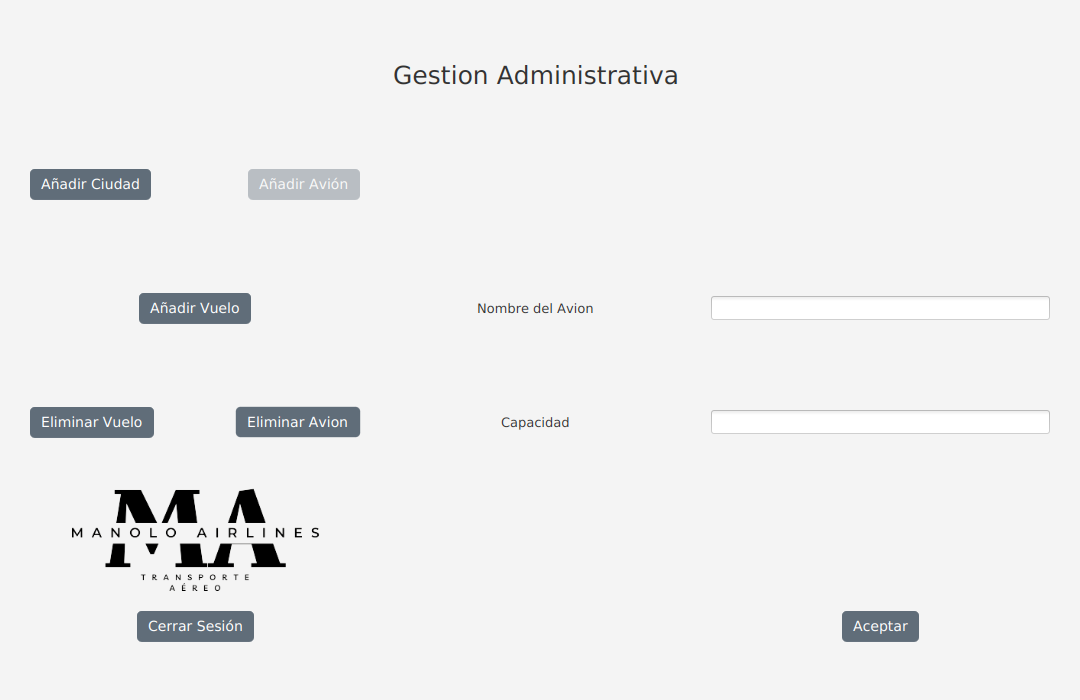 Gestion Administrativa
Añadir Ciudad
Añadir Avión
Añadir Vuelo
Nombre del Avion
Eliminar Vuelo
Eliminar Avion
Capacidad
MA
MANOLO AIRLINES
TRANSPORTE
AÉREO
Cerrar Sesión
Aceptar